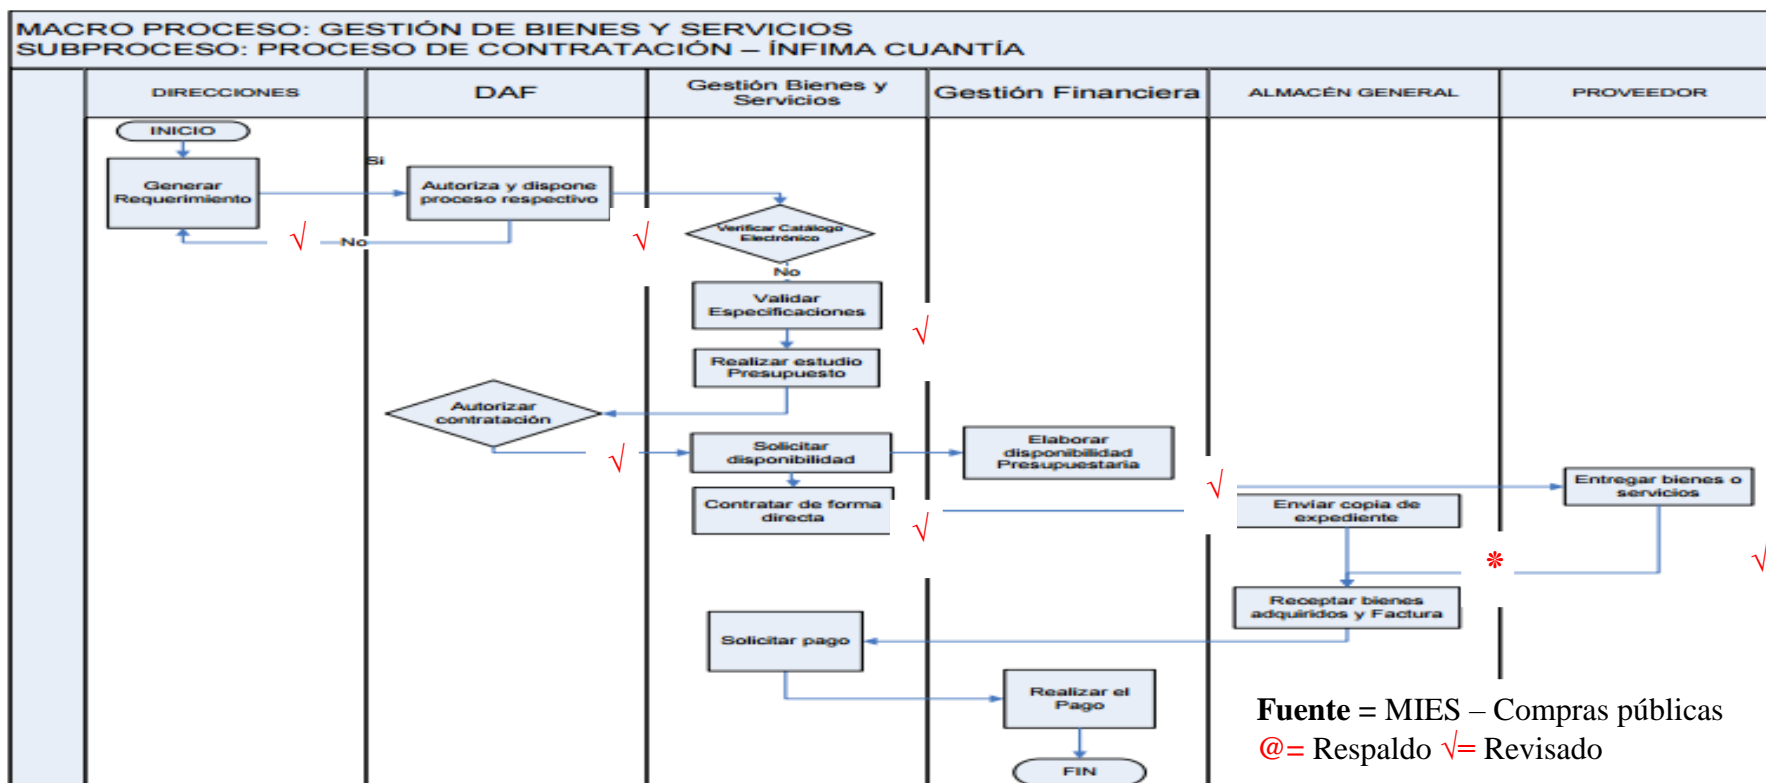 MACRO PROCESO: GESTIÓN DE BIENES Y SERVICIOS
SUBPROCESO: PROCESO DE CONTRATACIÓN – ÍNFIMA CUANTÍA
DIRECCIONES
DAF
Gestión Bienes y
Servicios
Gestión Financiera
ALMACÉN GENERAL
PROVEEDOR
INICIO
Generar
Requerimiento
Si
Autoriza y dispone
proceso respectivo
√
No
√
Verificar Catálogo
Electrónico
No
Validar
Especificaciones
√
Realizar estudio
Presupuesto
Autorizar
contratación
√
Solicitar
disponibilidad
Elaborar
disponibilidad
Presupuestaria
√
Entregar bienes o
servicios
Contratar de forma
directa
√
Enviar copia de
expediente
*
√
Receptar bienes
adquiridos y Factura
Solicitar pago
Realizar el
Pago
FIN
Fuente = MIES – Compras públicas
@= Respaldo √= Revisado